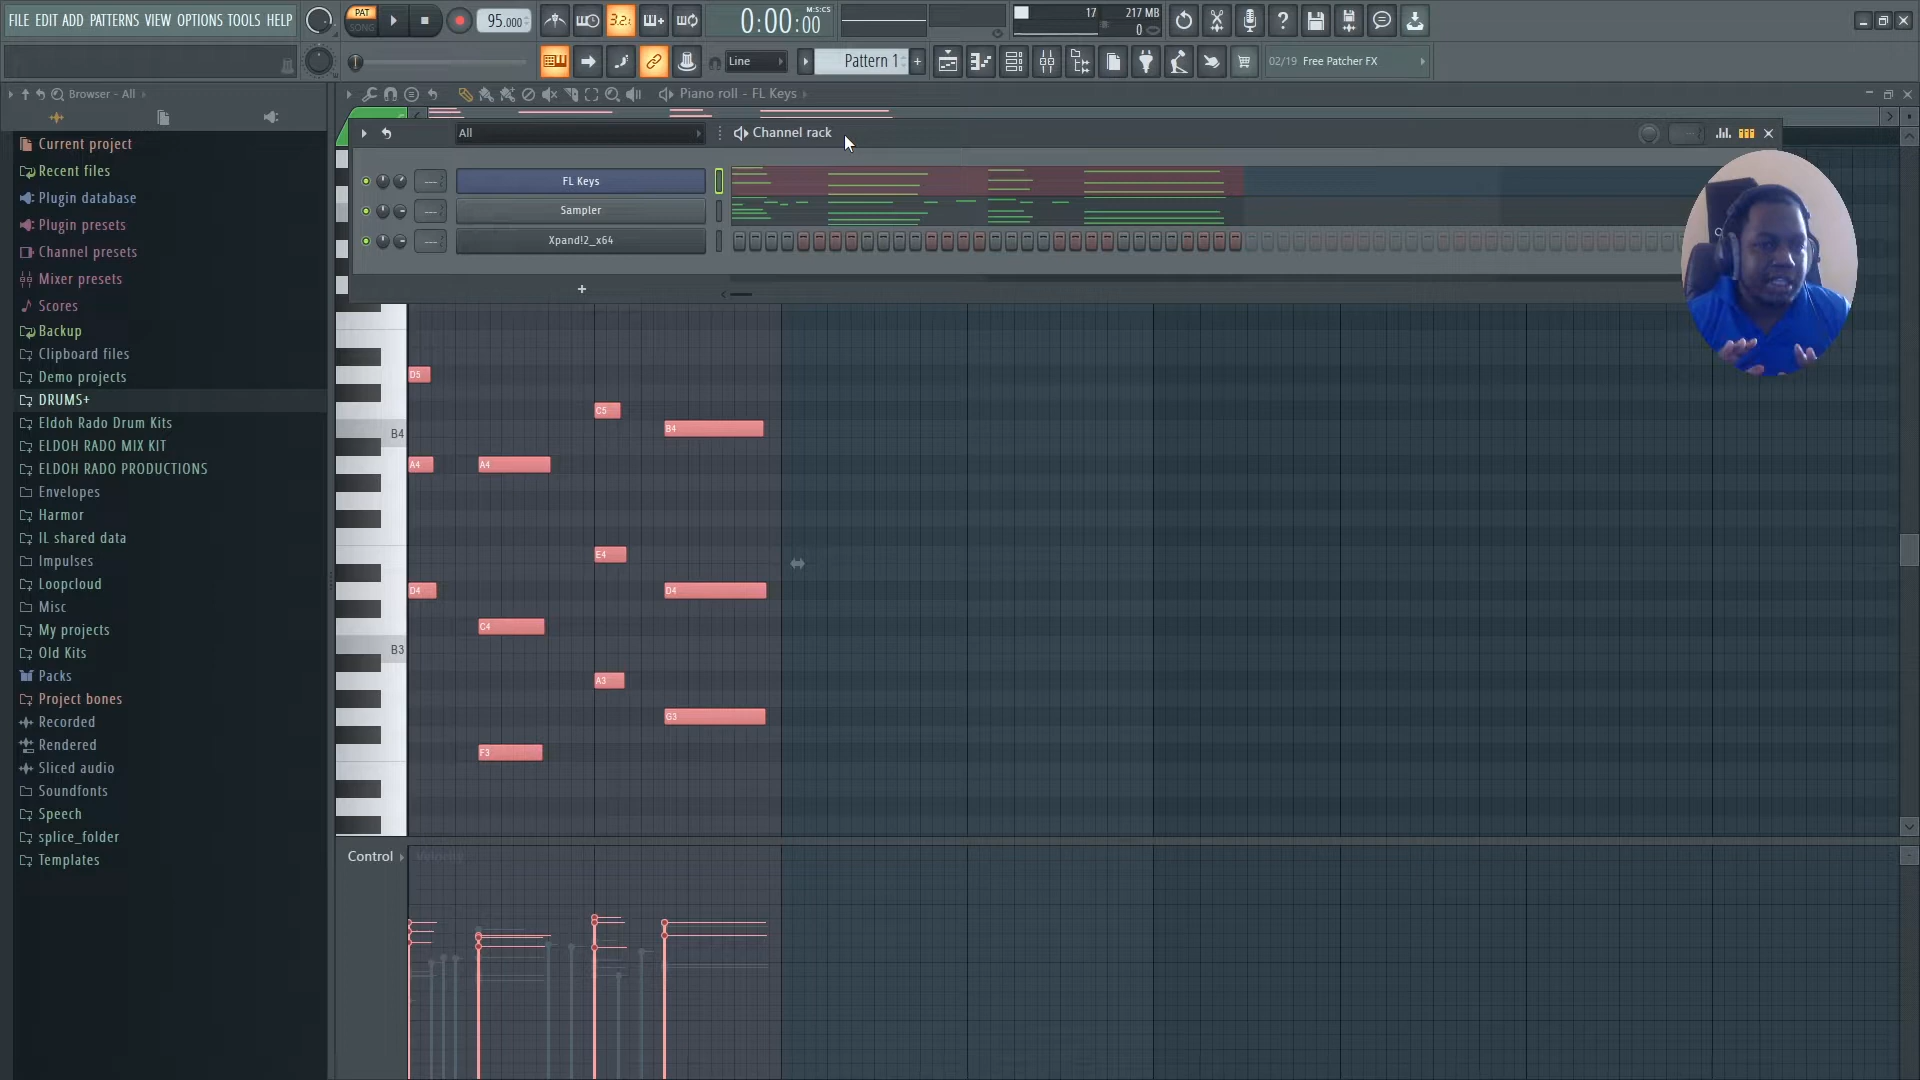 FILE EDIT ADD PATTERNS VIEW OPTIONS TOOLS HELP
PAT
SONG
95.000
3.2.
0:00:00
M:S:CS
17
217 MB
0
Line
Pattern 1
+
02/19 Free Patcher FX
Browser - All
Piano roll - FL Keys
All
Channel rack
FL Keys
Sampler
Xpand!2_x64
+
Current project
Recent files
Plugin database
Plugin presets
Channel presets
Mixer presets
Scores
Backup
Clipboard files
Demo projects
DRUMS+
Eldoh Rado Drum Kits
ELDOH RADO MIX KIT
ELDOH RADO PRODUCTIONS
Envelopes
Harmor
IL shared data
Impulses
Loopcloud
Misc
My projects
Old Kits
Packs
Project bones
Recorded
Rendered
Sliced audio
Soundfonts
Speech
splice_folder
Templates
D5
C5
B4
B4
A4
A4
E4
D4
D4
C4
B3
A3
G3
F3
Control
Velocity